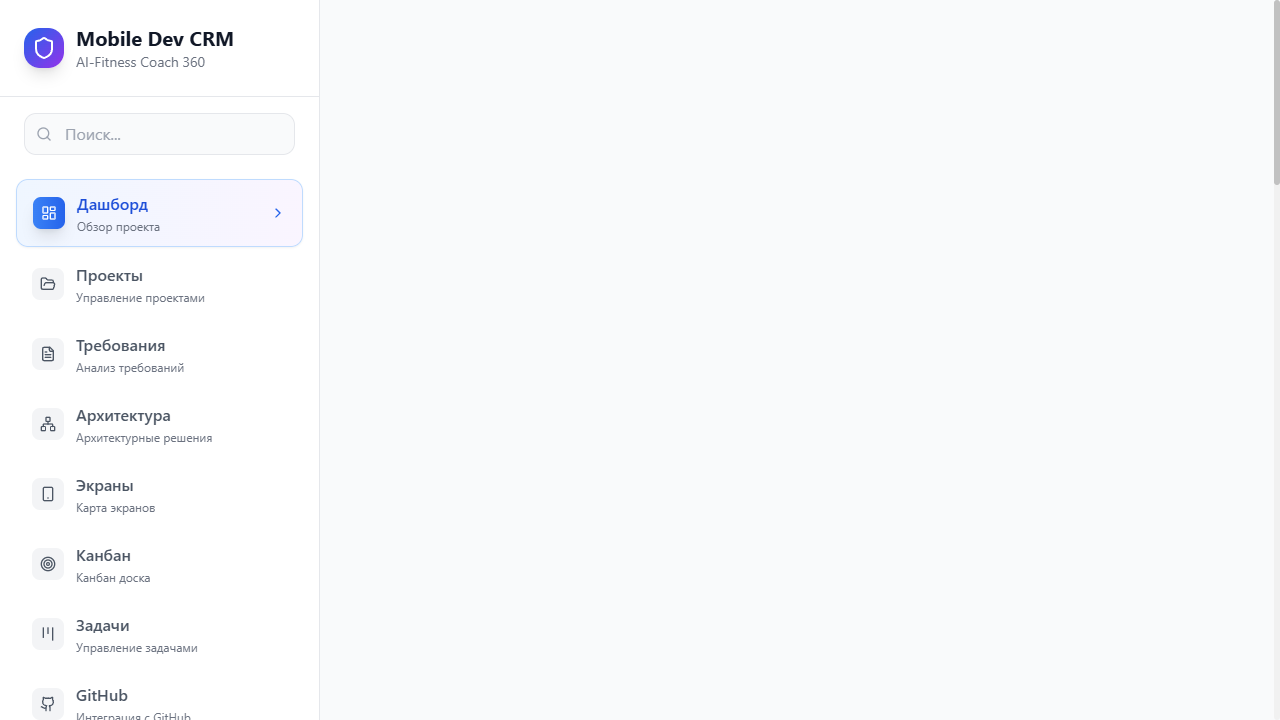 Mobile Dev CRM
AI-Fitness Coach 360
Поиск...
Дашборд
Обзор проекта
Проекты
Управление проектами
Требования
Анализ требований
Архитектура
Архитектурные решения
Экраны
Карта экранов
Канбан
Канбан доска
Задачи
Управление задачами
GitHub
Интеграция с GitHub